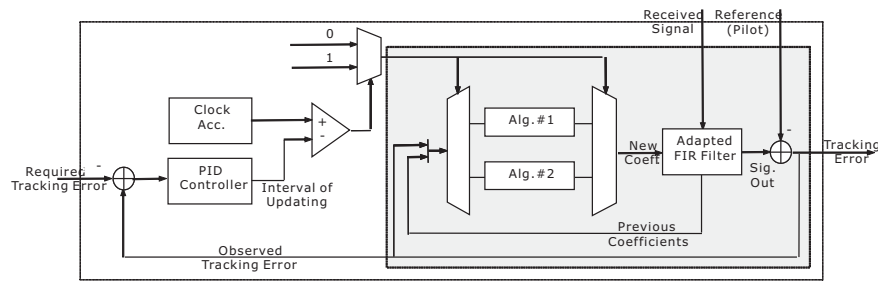 Received
Signal
Reference
(Pilot)
0
1
Clock
Acc.
+
-
Alg.#1
Alg.#2
New
Coeft
Adapted
FIR Filter
-
Tracking
Error
Sig.
Out
Required
Tracking Error
-
PID
Controller
Interval of
Updating
Previous
Coefficients
Observed
Tracking Error